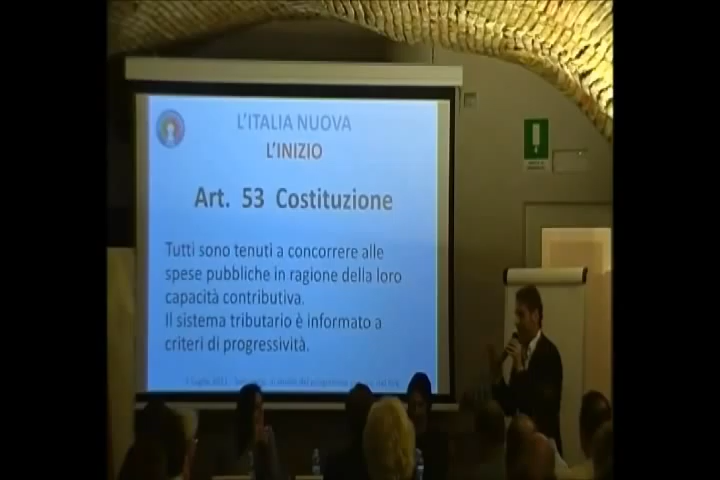 L'ITALIA NUOVA
L'INIZIO
Art. 53 Costituzione
Tutti sono tenuti a concorrere alle
spese pubbliche in ragione della loro
capacità contributiva.
Il sistema tributario è informato a
criteri di progressività.